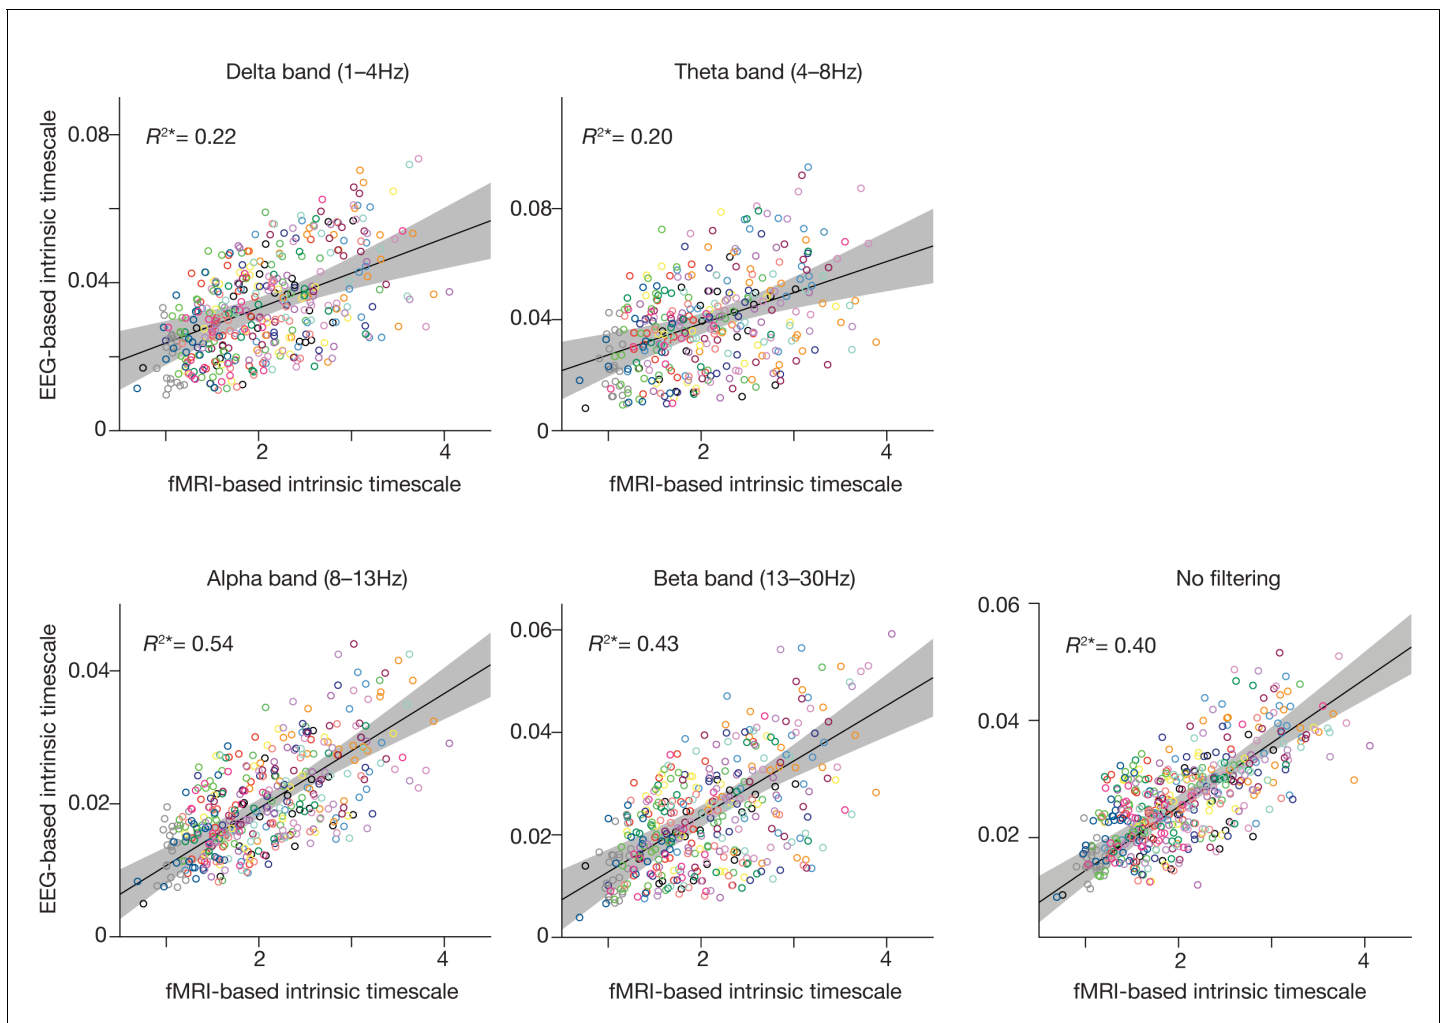 Delta band (1–4Hz)
Theta band (4–8Hz)
EEG-based intrinsic timescale
0.08
0.04
0
R²*= 0.22
2
4
fMRI-based intrinsic timescale
0.08
0.04
0
R²*= 0.20
2
4
fMRI-based intrinsic timescale
Alpha band (8–13Hz)
Beta band (13–30Hz)
No filtering
EEG-based intrinsic timescale
0.04
0.02
0
R²*= 0.54
2
4
fMRI-based intrinsic timescale
0.06
0.04
0.02
0
R²*= 0.43
2
4
fMRI-based intrinsic timescale
0.06
0.04
0.02
R²*= 0.40
2
4
fMRI-based intrinsic timescale